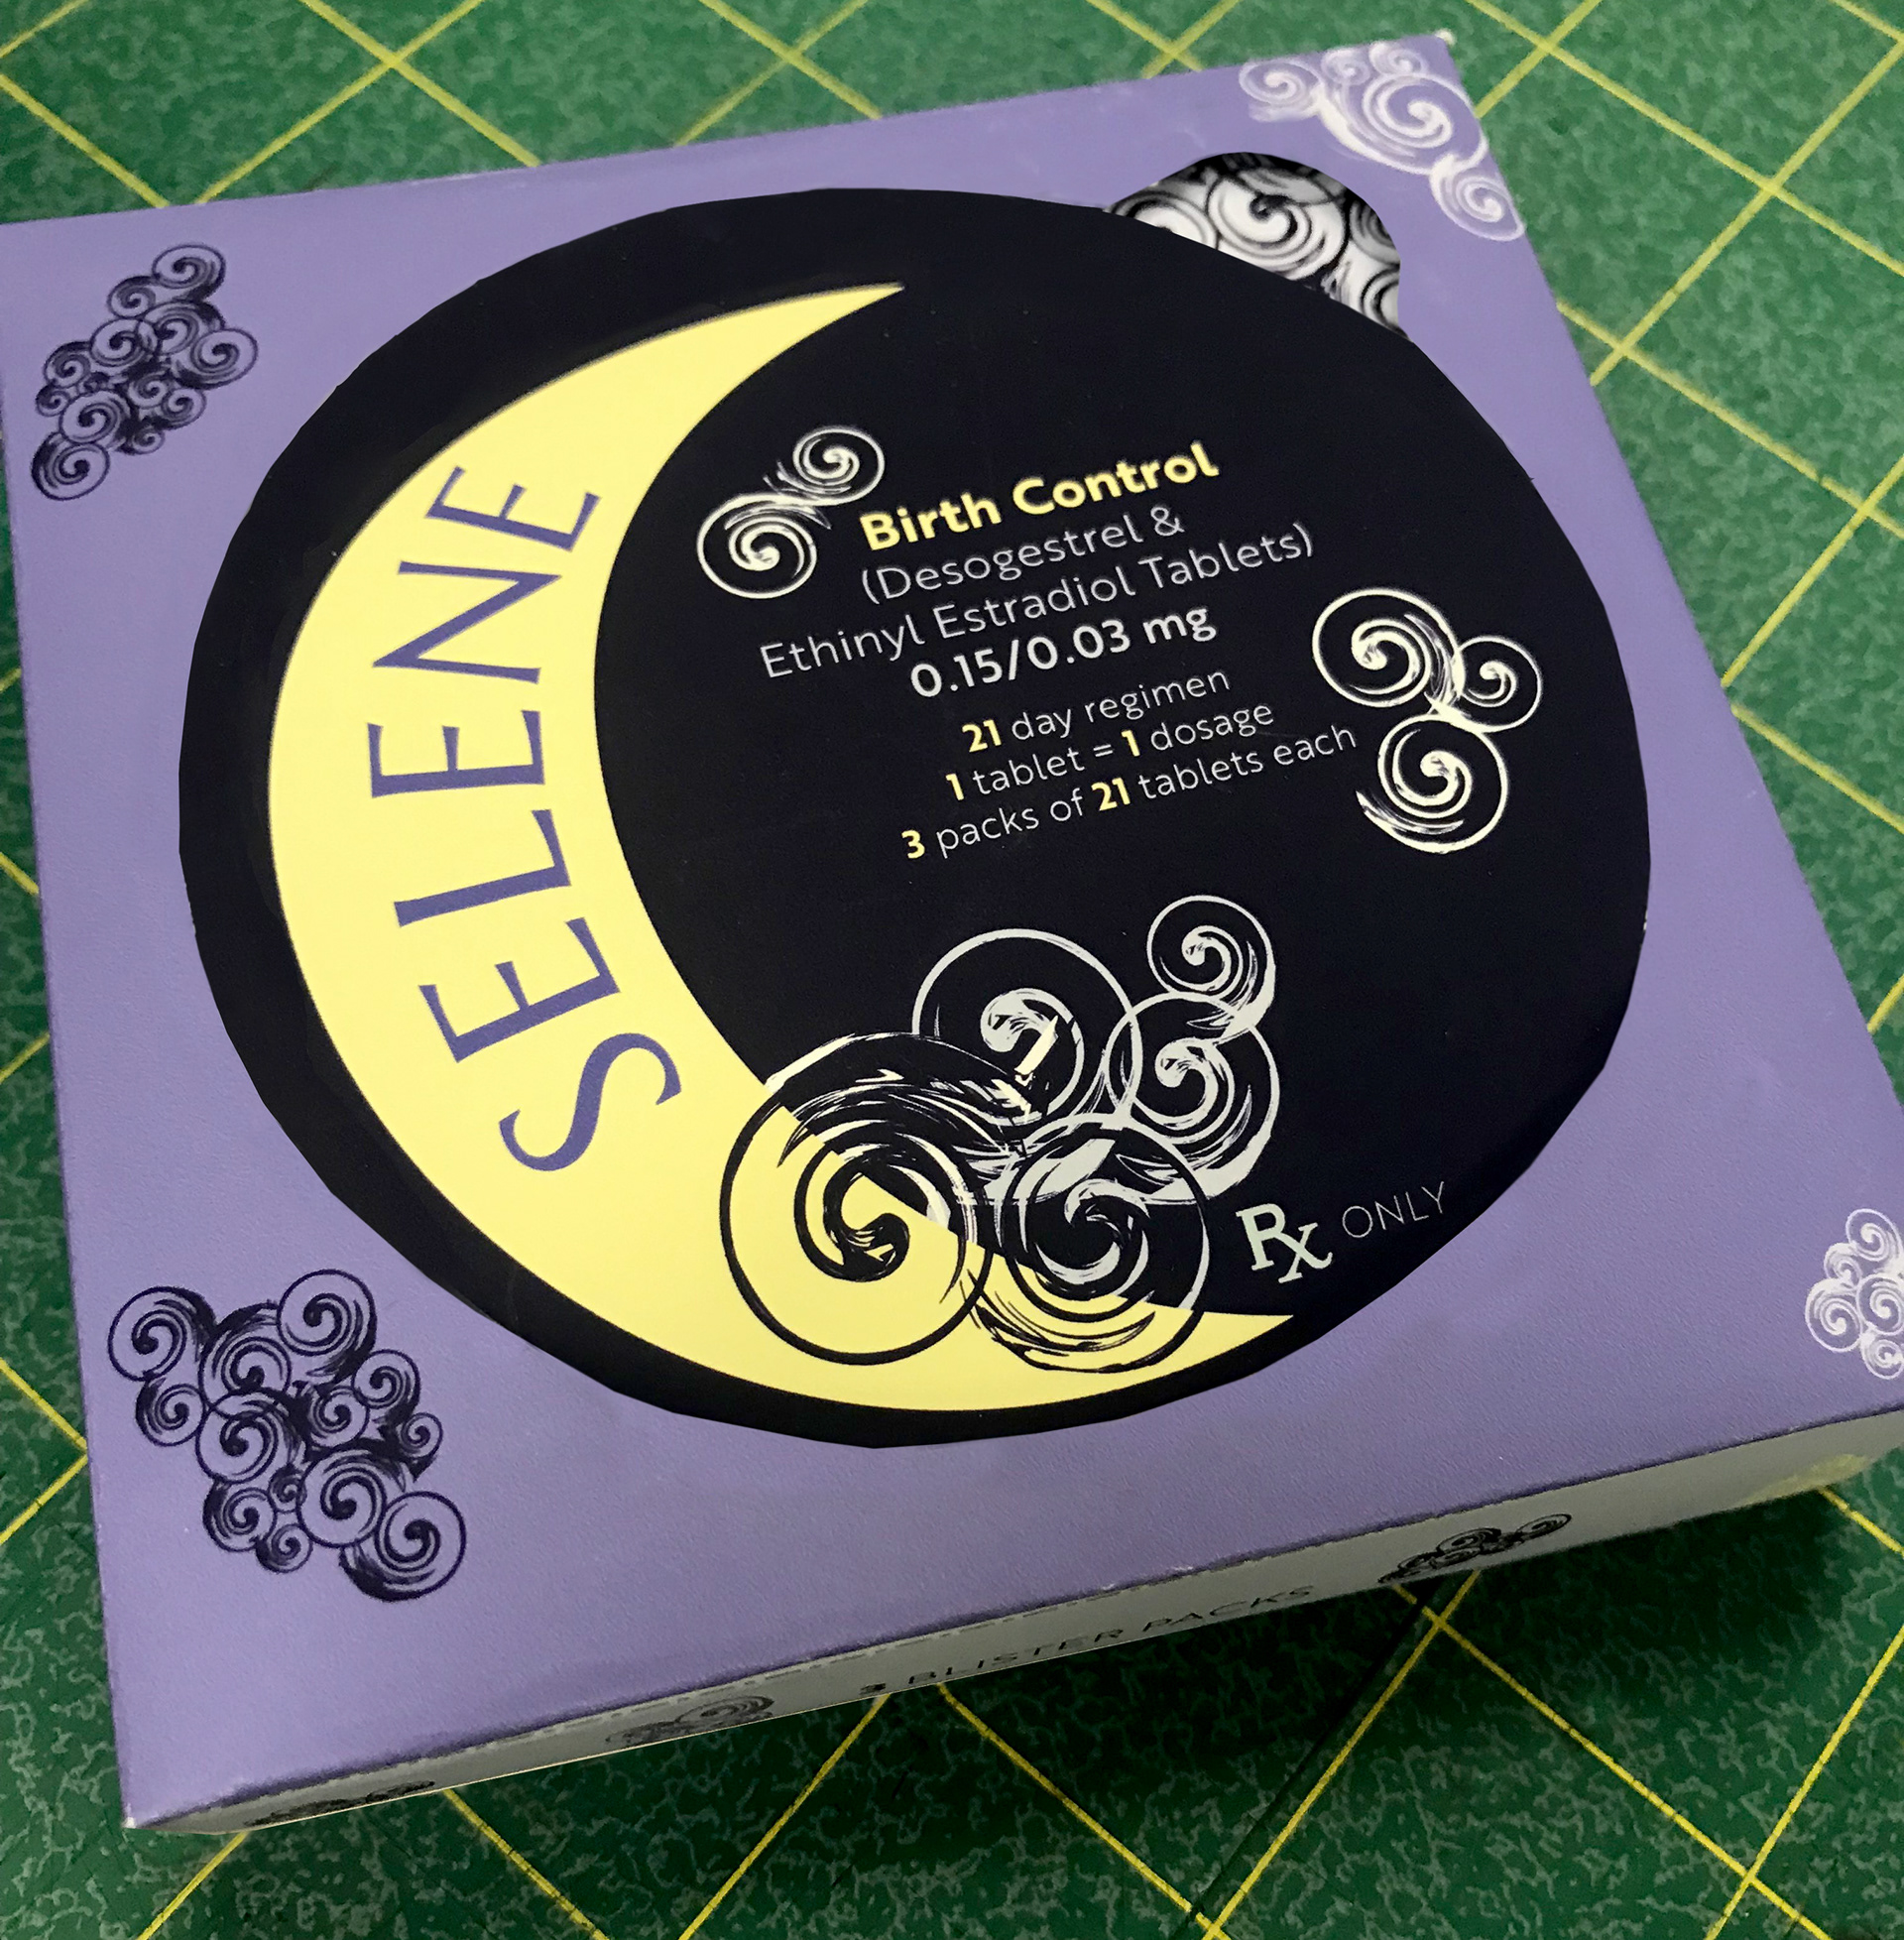 SELENE
Birth Control
(Desogestrel &
Ethinyl Estradiol Tablets)
0.15/0.03 mg
21 day regimen
1 tablet = 1 dosage
3 packs of 21 tablets each
Rx ONLY
3 BLISTER PACKS